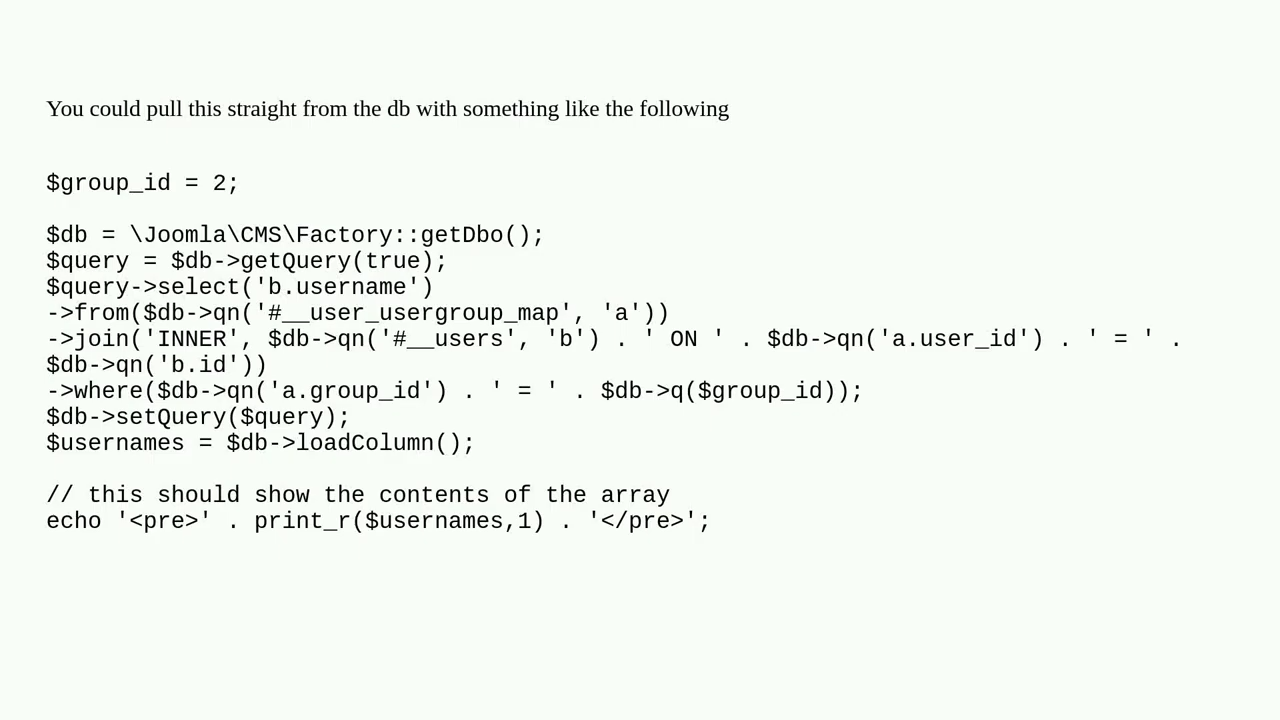 You could pull this straight from the db with something like the following
$group_id = 2;
$db = \Joomla\CMS\Factory::getDbo();
$query = $db->getQuery(true);
$query->select('b.username')
->from($db->qn('#__user_usergroup_map', 'a'))
->join('INNER', $db->qn('#__users', 'b') . ' ON ' . $db->qn('a.user_id') . ' = ' .
$db->qn('b.id'))
->where($db->qn('a.group_id') . ' = ' . $db->q($group_id));
$db->setQuery($query);
$usernames = $db->loadColumn();
// this should show the contents of the array
echo '<pre>' . print_r($usernames,1) . '</pre>';